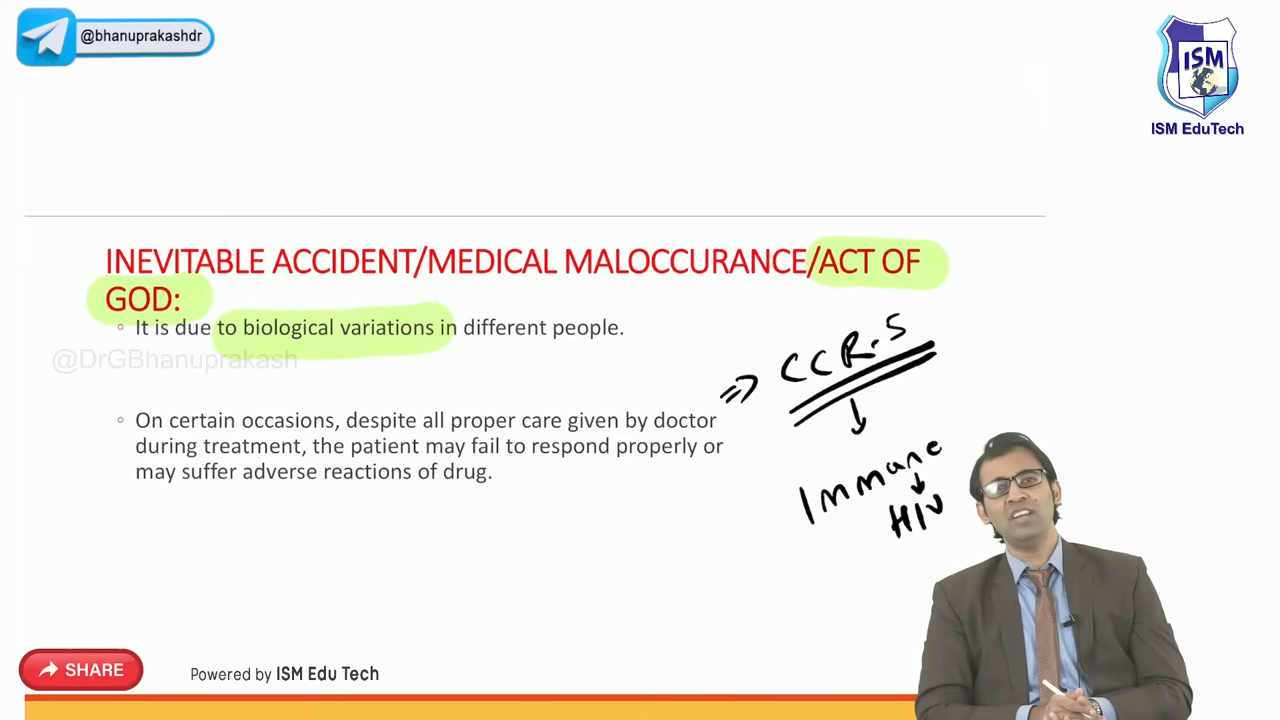 @bhanuprakashdr
ISM
ISM EduTech
INEVITABLE ACCIDENT/MEDICAL MALOCCURANCE/ACT OF
GOD:
◦ It is due to biological variations in different people.
@DrGBhanuprakash
⇒ CCR-5
↓
Immune
↓
HIV
◦ On certain occasions, despite all proper care given by doctor
during treatment, the patient may fail to respond properly or
may suffer adverse reactions of drug.
SHARE
Powered by ISM Edu Tech